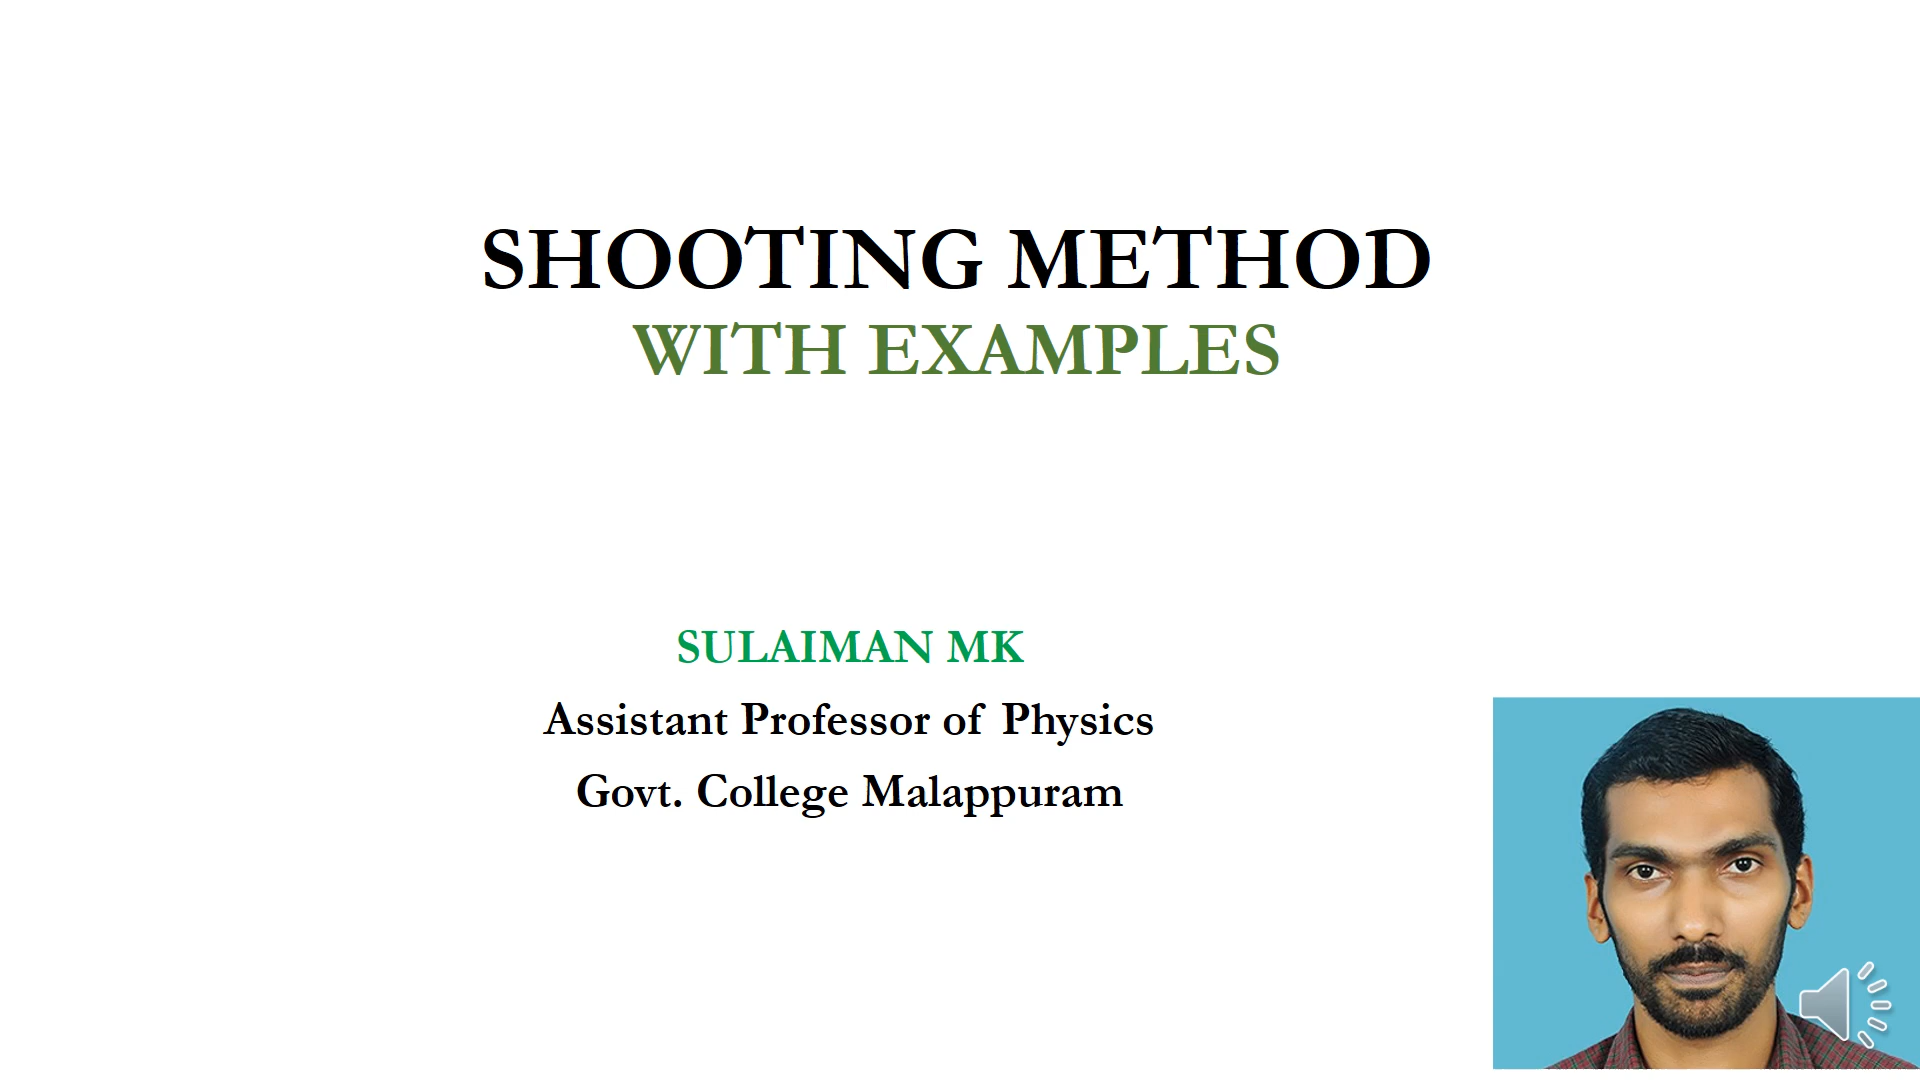 SHOOTING METHOD
WITH EXAMPLES
SULAIMAN MK
Assistant Professor of Physics
Govt. College Malappuram